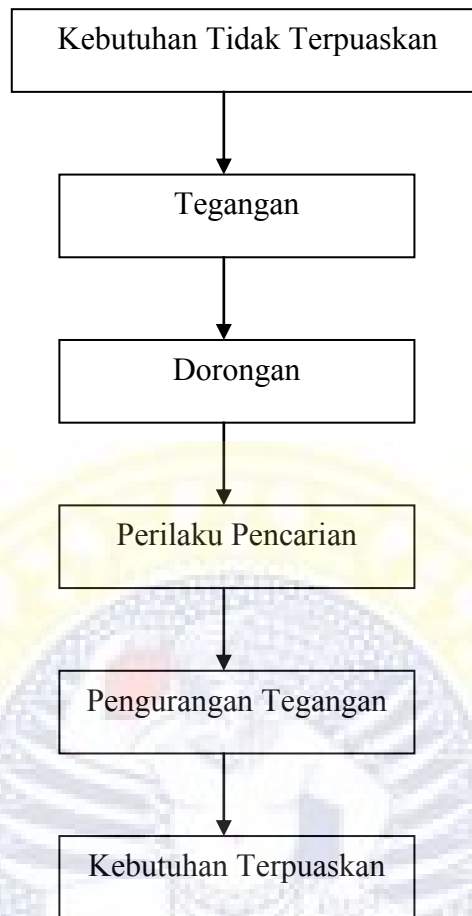 Kebutuhan Tidak Terpuaskan
Tegangan
Dorongan
Perilaku Pencarian
Pengurangan Tegangan
Kebutuhan Terpuaskan